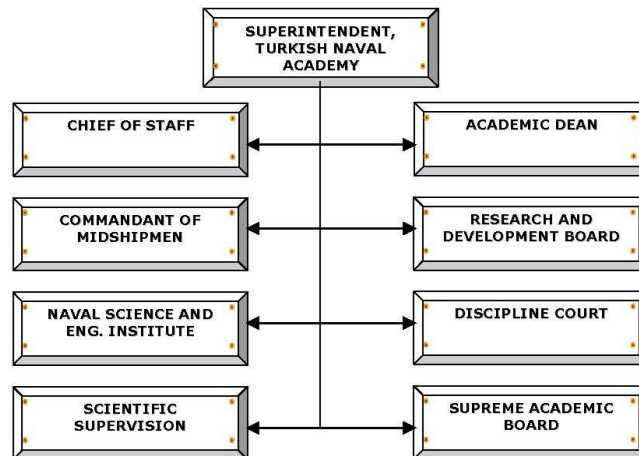 SUPERINTENDENT,
TURKISH NAVAL
ACADEMY
CHIEF OF STAFF
ACADEMIC DEAN
COMMANDANT OF
MIDSHIPMEN
RESEARCH AND
DEVELOPMENT BOARD
NAVAL SCIENCE AND
ENG. INSTITUTE
DISCIPLINE COURT
SCIENTIFIC
SUPERVISION
SUPREME ACADEMIC
BOARD